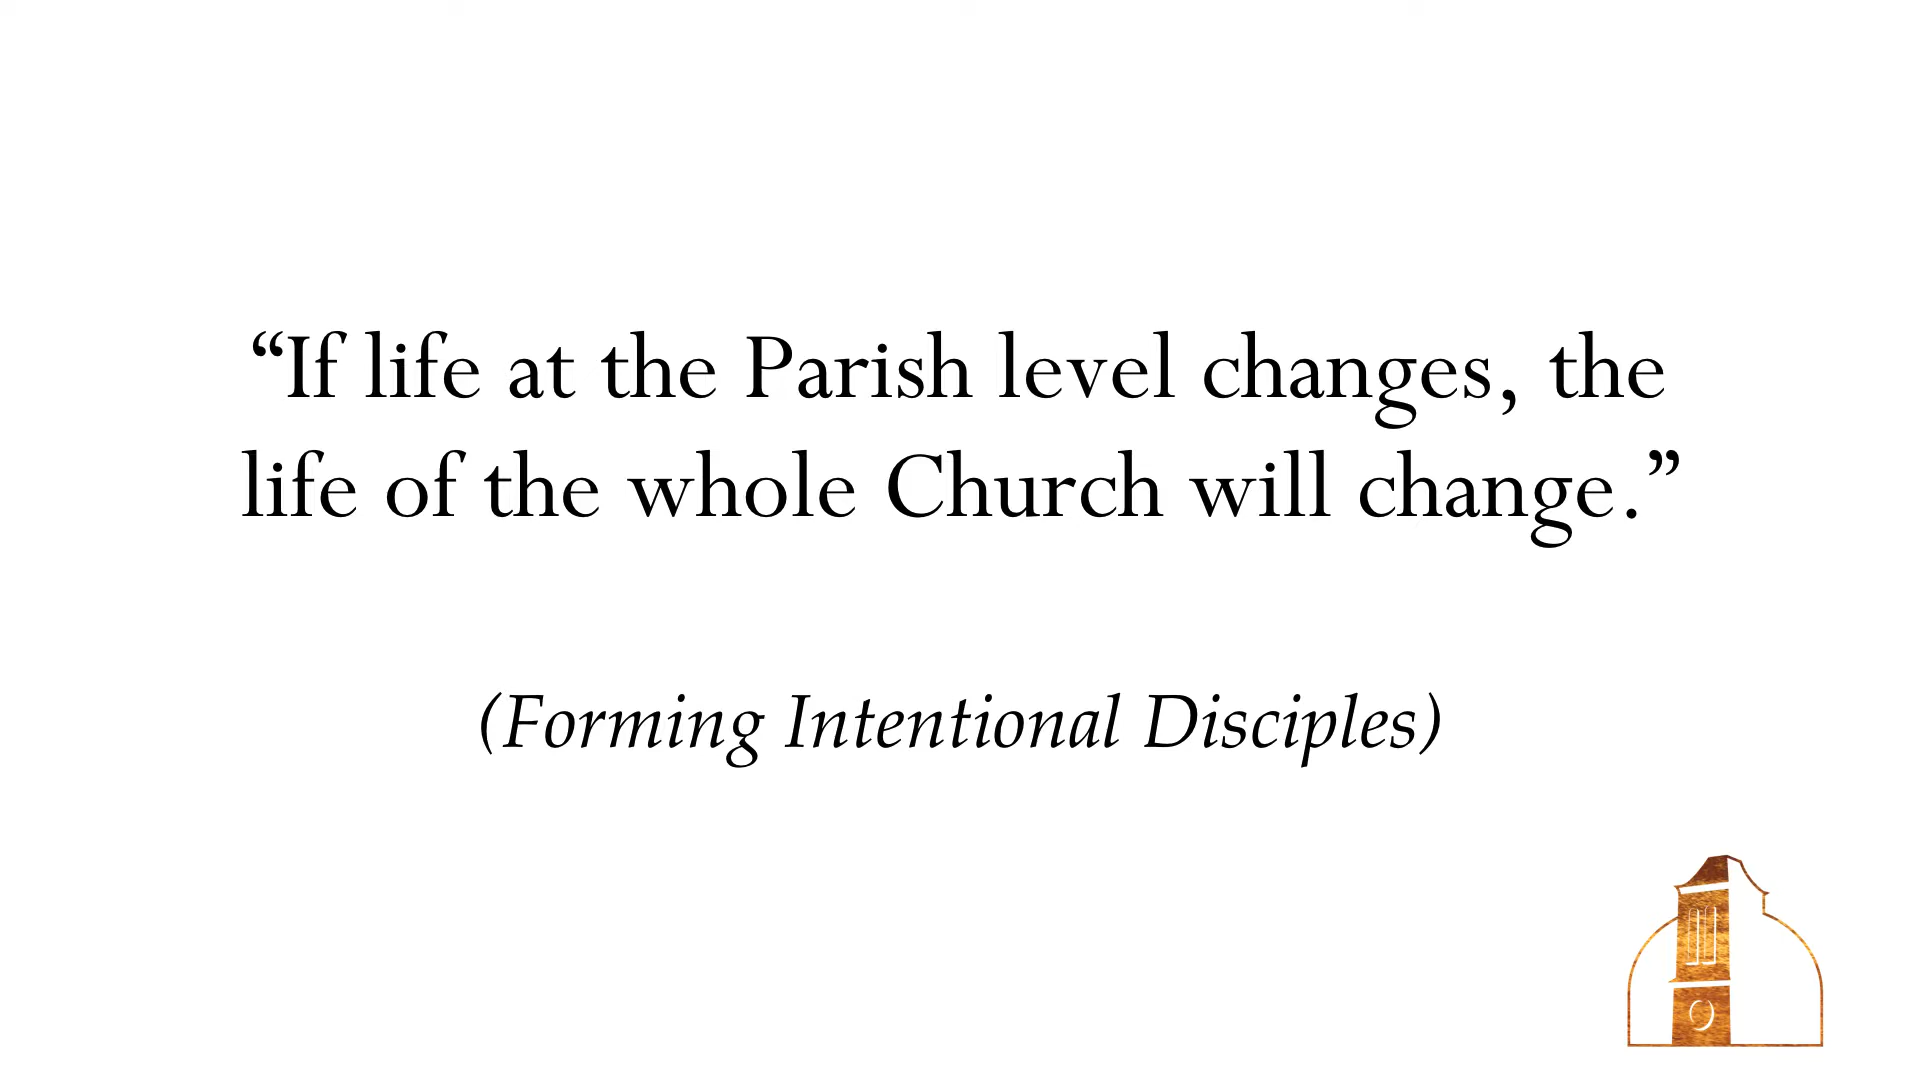 “If life at the Parish level changes, the
life of the whole Church will change.”
(Forming Intentional Disciples)